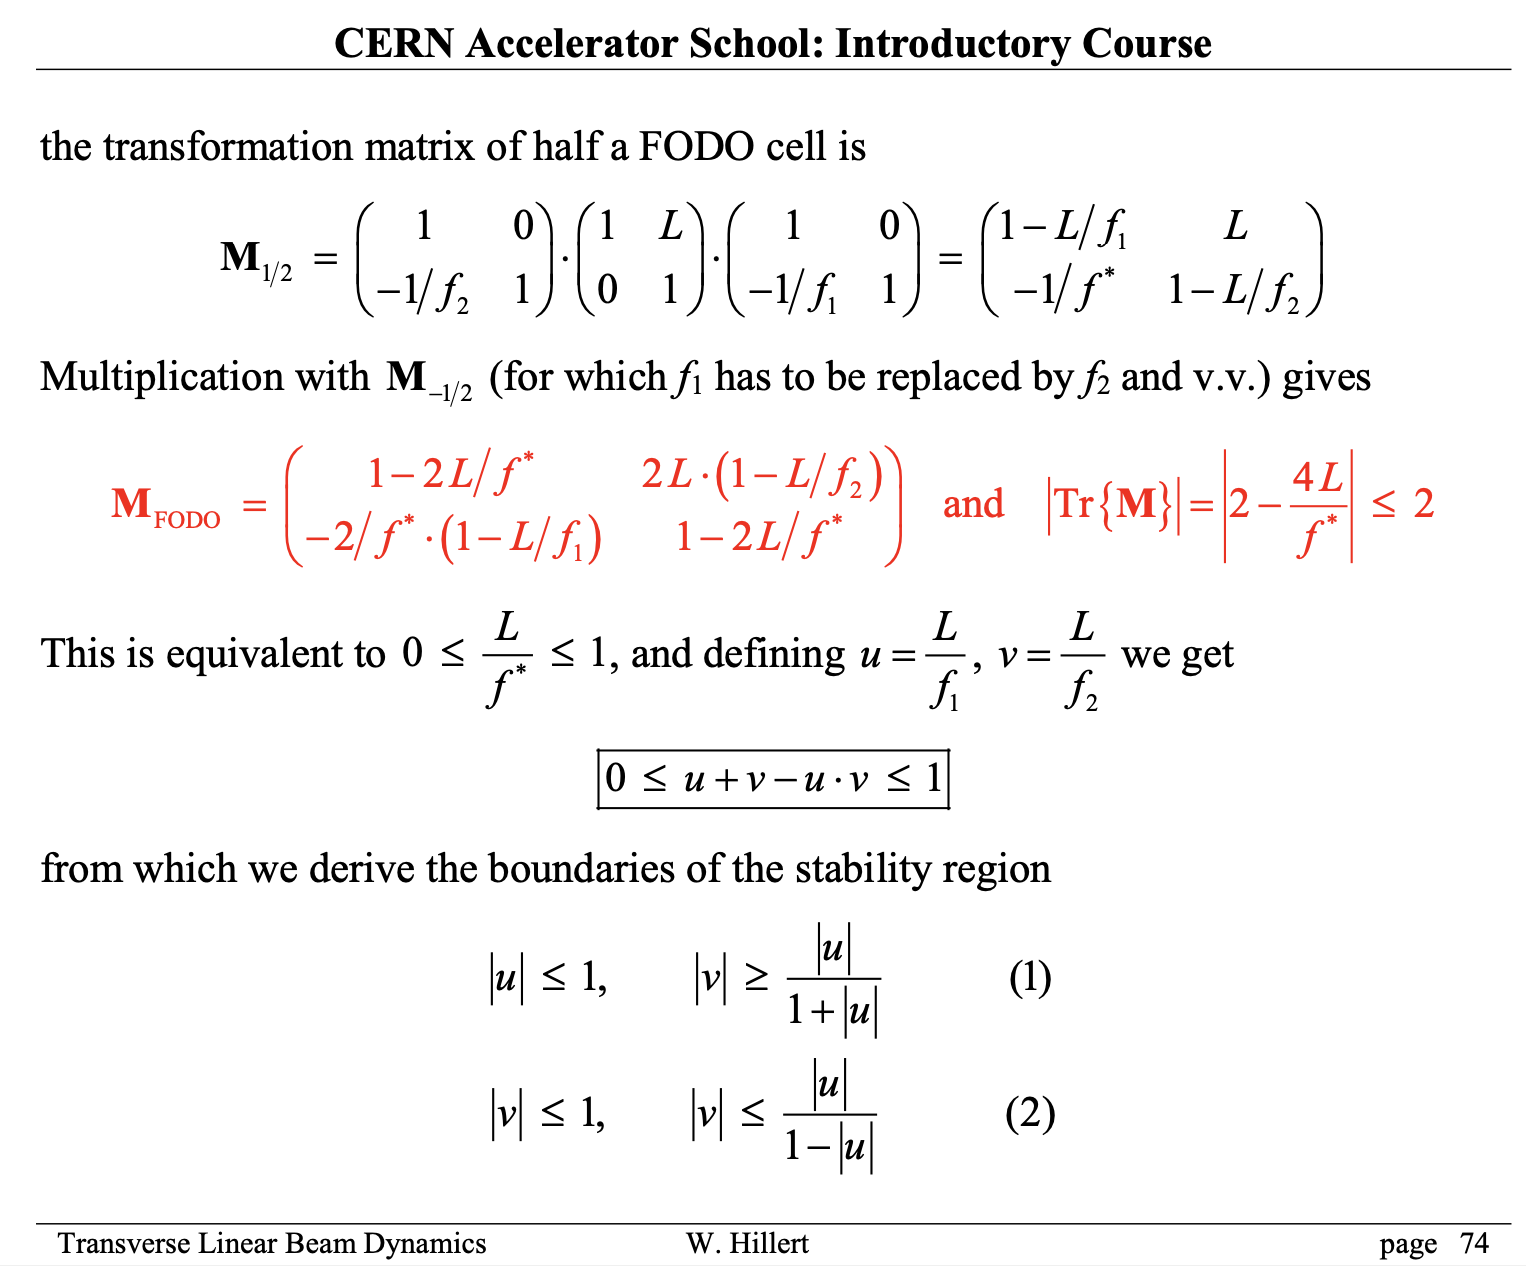 CERN Accelerator School: Introductory Course
the transformation matrix of half a FODO cell is
$\mathbf{M}_{1/2} = \begin{pmatrix} 1 & 0 \\ -1/f_2 & 1 \end{pmatrix} \cdot \begin{pmatrix} 1 & L \\ 0 & 1 \end{pmatrix} \cdot \begin{pmatrix} 1 & 0 \\ -1/f_1 & 1 \end{pmatrix} = \begin{pmatrix} 1-L/f_1 & L \\ -1/f^* & 1-L/f_2 \end{pmatrix}$
Multiplication with $\mathbf{M}_{-1/2}$ (for which $f_1$ has to be replaced by $f_2$ and v.v.) gives
$\mathbf{M}_{\text{FODO}} = \begin{pmatrix} 1-2L/f^* & 2L\cdot(1-L/f_2) \\ -2/f^*\cdot(1-L/f_1) & 1-2L/f^* \end{pmatrix}$ and $|\text{Tr}\{\mathbf{M}\}| = \left|2-\frac{4L}{f^*}\right| \leq 2$
This is equivalent to $0 \leq \frac{L}{f^*} \leq 1$, and defining $u = \frac{L}{f_1}$, $v = \frac{L}{f_2}$ we get
$0 \leq u+v-u\cdot v \leq 1$
from which we derive the boundaries of the stability region
$|u| \leq 1, \quad |v| \geq \frac{|u|}{1+|u|} \quad (1)$
$|v| \leq 1, \quad |v| \leq \frac{|u|}{1-|u|} \quad (2)$
Transverse Linear Beam Dynamics W. Hillert page 74